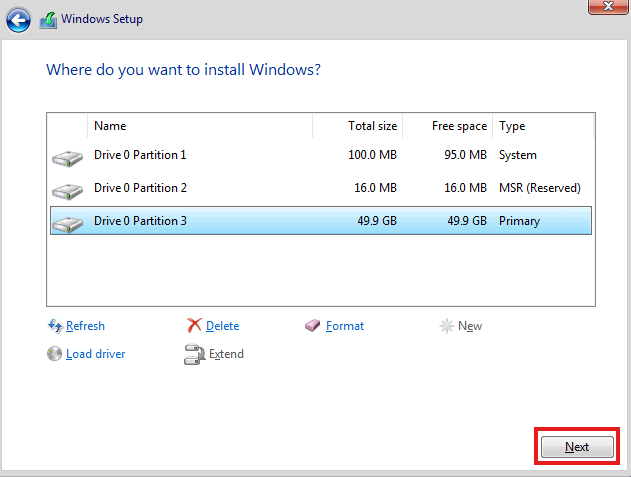 Windows Setup
Where do you want to install Windows?
Name Total size Free space Type
Drive 0 Partition 1 100.0 MB 95.0 MB System
Drive 0 Partition 2 16.0 MB 16.0 MB MSR (Reserved)
Drive 0 Partition 3 49.9 GB 49.9 GB Primary
Refresh Delete Format New
Load driver Extend
Next